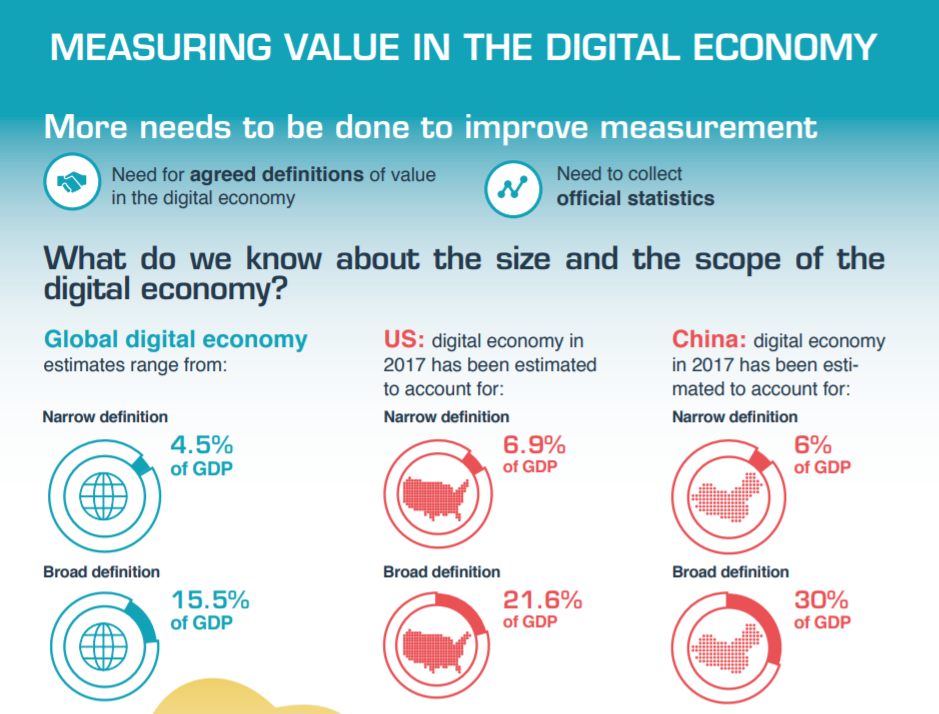 MEASURING VALUE IN THE DIGITAL ECONOMY
More needs to be done to improve measurement
Need for agreed definitions of value
in the digital economy
Need to collect
official statistics
What do we know about the size and the scope of the
digital economy?
Global digital economy
estimates range from:
Narrow definition
4.5%
of GDP
Broad definition
15.5%
of GDP
US: digital economy in
2017 has been estimated
to account for:
Narrow definition
6.9%
of GDP
Broad definition
21.6%
of GDP
China: digital economy
in 2017 has been esti-
mated to account for:
Narrow definition
6%
of GDP
Broad definition
30%
of GDP